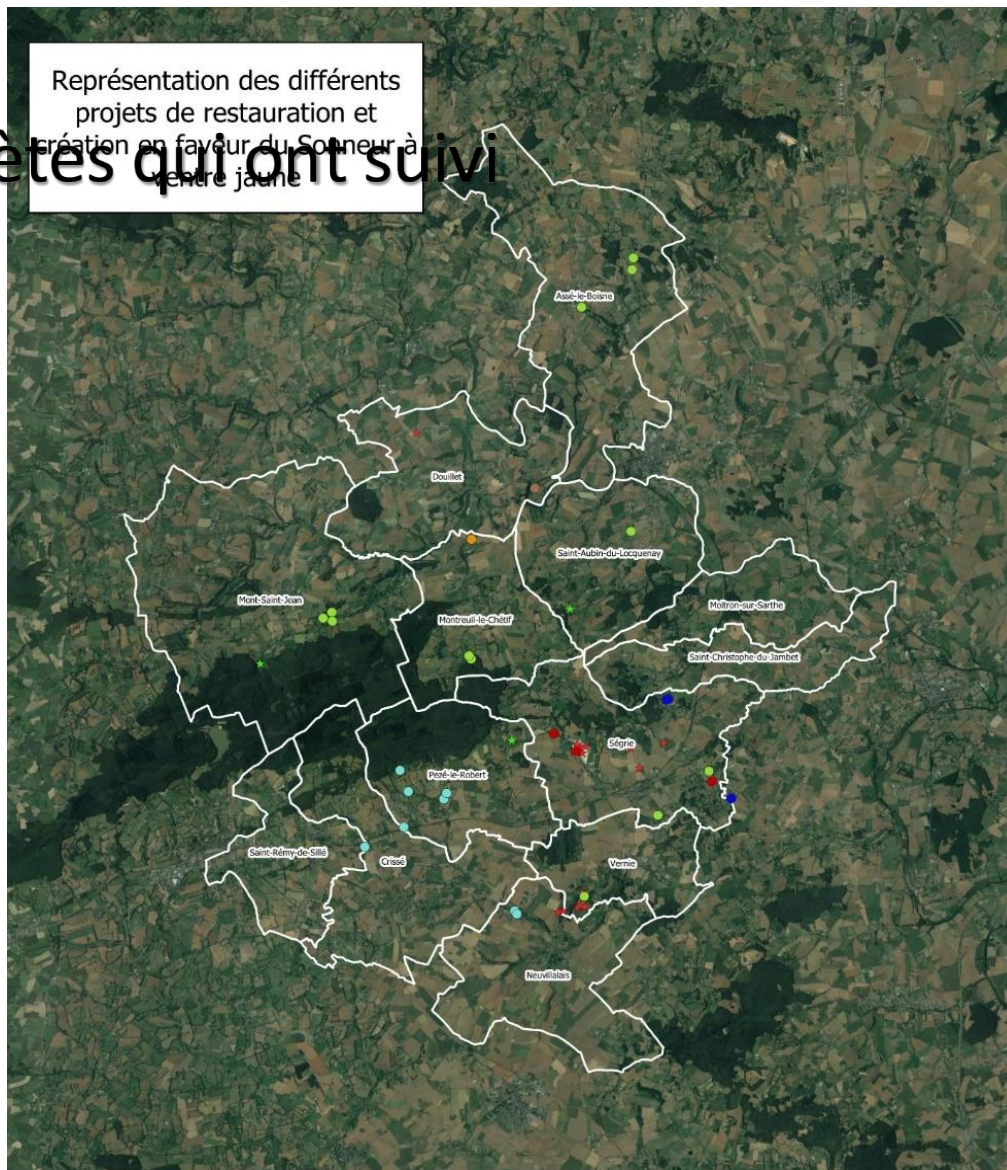 Représentation des différents
projets de restauration et
création en faveur du Sonneur à
ventre jaune
ètes qui ont suivi
Assé-le-Boisne
Douillet
Saint-Aubin-du-Locquenay
Mont-Saint-Jean
Montreuil-le-Chétif
Moitron-sur-Sarthe
Saint-Christophe-du-Jambet
Ségrie
Pezé-le-Robert
Saint-Rémy-de-Sillé
Crissé
Vernie
Neuvillalais